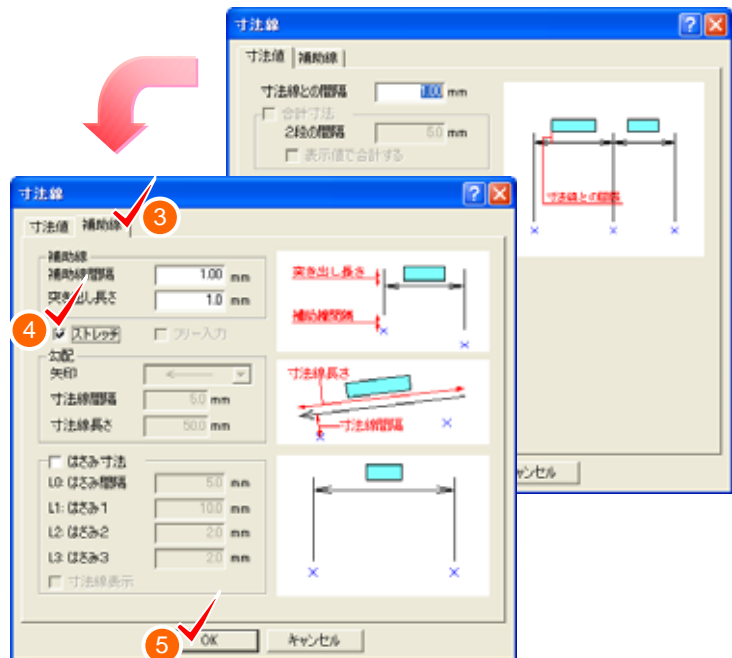 寸法線
寸法値 補助線
寸法線との間隔 1.00 mm
合計寸法
2段の間隔 5.0 mm
表示値で合計する
寸法線との間隔
キャンセル
寸法線
寸法値 補助線
3
補助線
補助線間隔 1.00 mm
突き出し長さ 1.0 mm
4
ストレッチ フリー入力
勾配
矢印
寸法線間隔 5.0 mm
寸法線長さ 50.0 mm
はさみ寸法
L0: はさみ間隔 5.0 mm
L1: はさみ1 10.0 mm
L2: はさみ2 2.0 mm
L3: はさみ3 2.0 mm
寸法線表示
突き出し長さ
補助線間隔
寸法線長さ
寸法線間隔
5
OK キャンセル